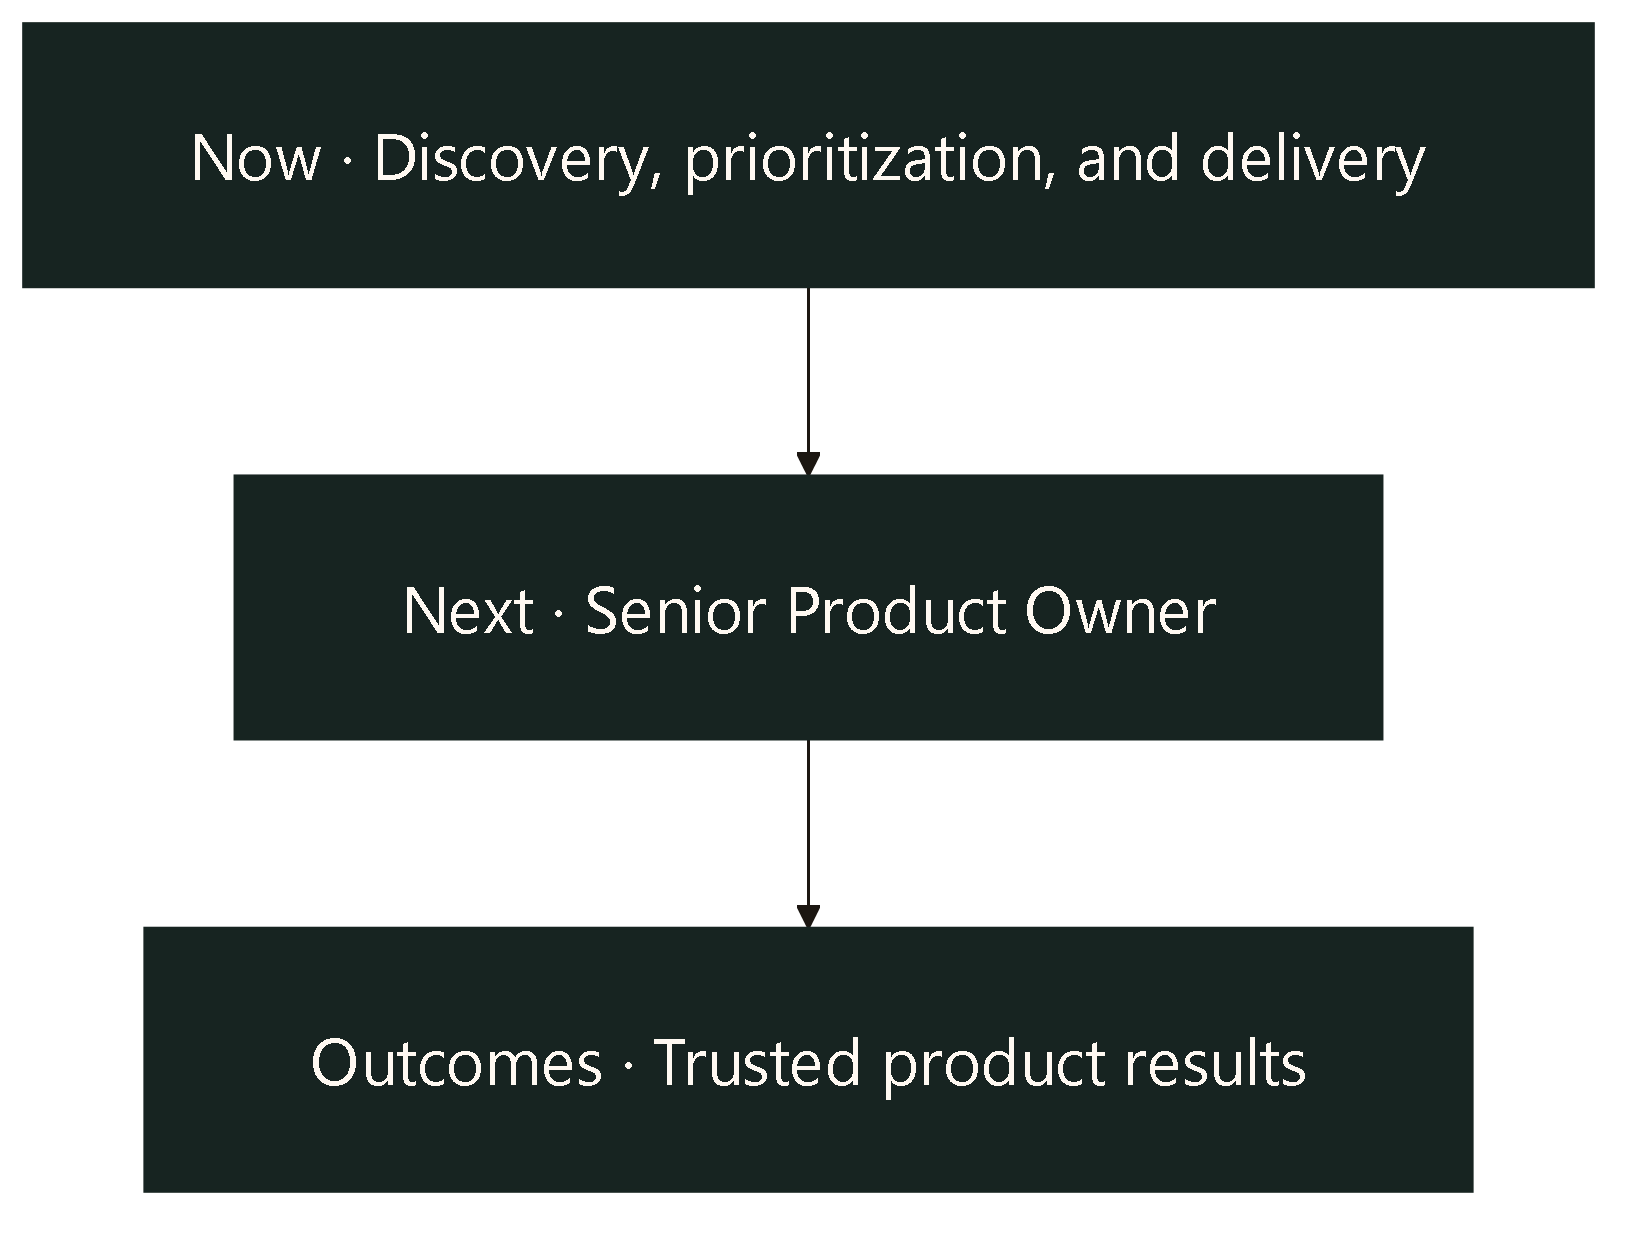 Now · Discovery, prioritization, and delivery
Next · Senior Product Owner
Outcomes · Trusted product results